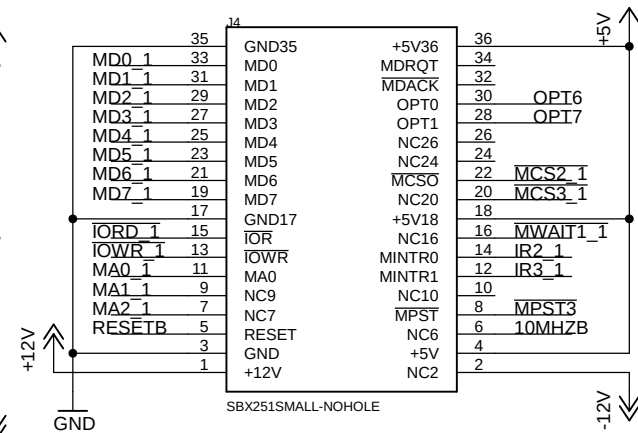 J4
+5V
35 GND35 +5V36 36
MD0_1 33 MD0 MDRQT 34
MD1_1 31 MD1 MDACK 32
MD2_1 29 MD2 OPT0 30 OPT6
MD3_1 27 MD3 OPT1 28 OPT7
MD4_1 25 MD4 NC26 26
MD5_1 23 MD5 NC24 24
MD6_1 21 MD6 MCSO 22 MCS2_1
MD7_1 19 MD7 NC20 20 MCS3_1
17 GND17 +5V18 18
IORD_1 15 IOR NC16 16 MWAIT1_1
IOWR_1 13 IOWR MINTR0 14 IR2_1
MA0_1 11 MA0 MINTR1 12 IR3_1
MA1_1 9 NC9 NC10 10
MA2_1 7 NC7 MPST 8 MPST3
RESETB 5 RESET NC6 6 10MHZB
3 GND +5V 4
+12V 1 +12V NC2 2
-12V
SBX251SMALL-NOHOLE
GND